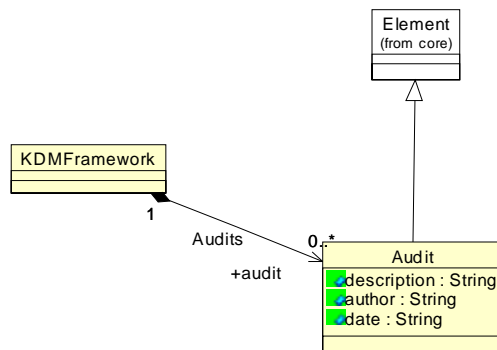 Element
(from core)
KDMFramework
1
Audits
0..*
+audit
Audit
description : String
author : String
date : String